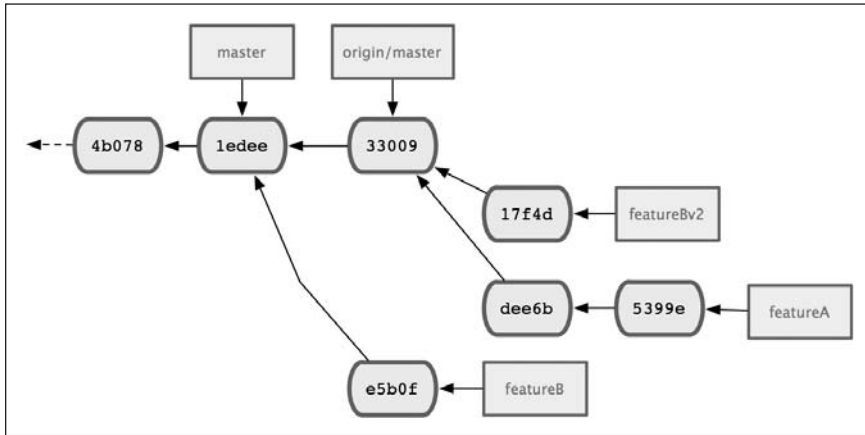 master
origin/master
4b078
1edee
33009
17f4d
featureBv2
dee6b
5399e
featureA
e5b0f
featureB